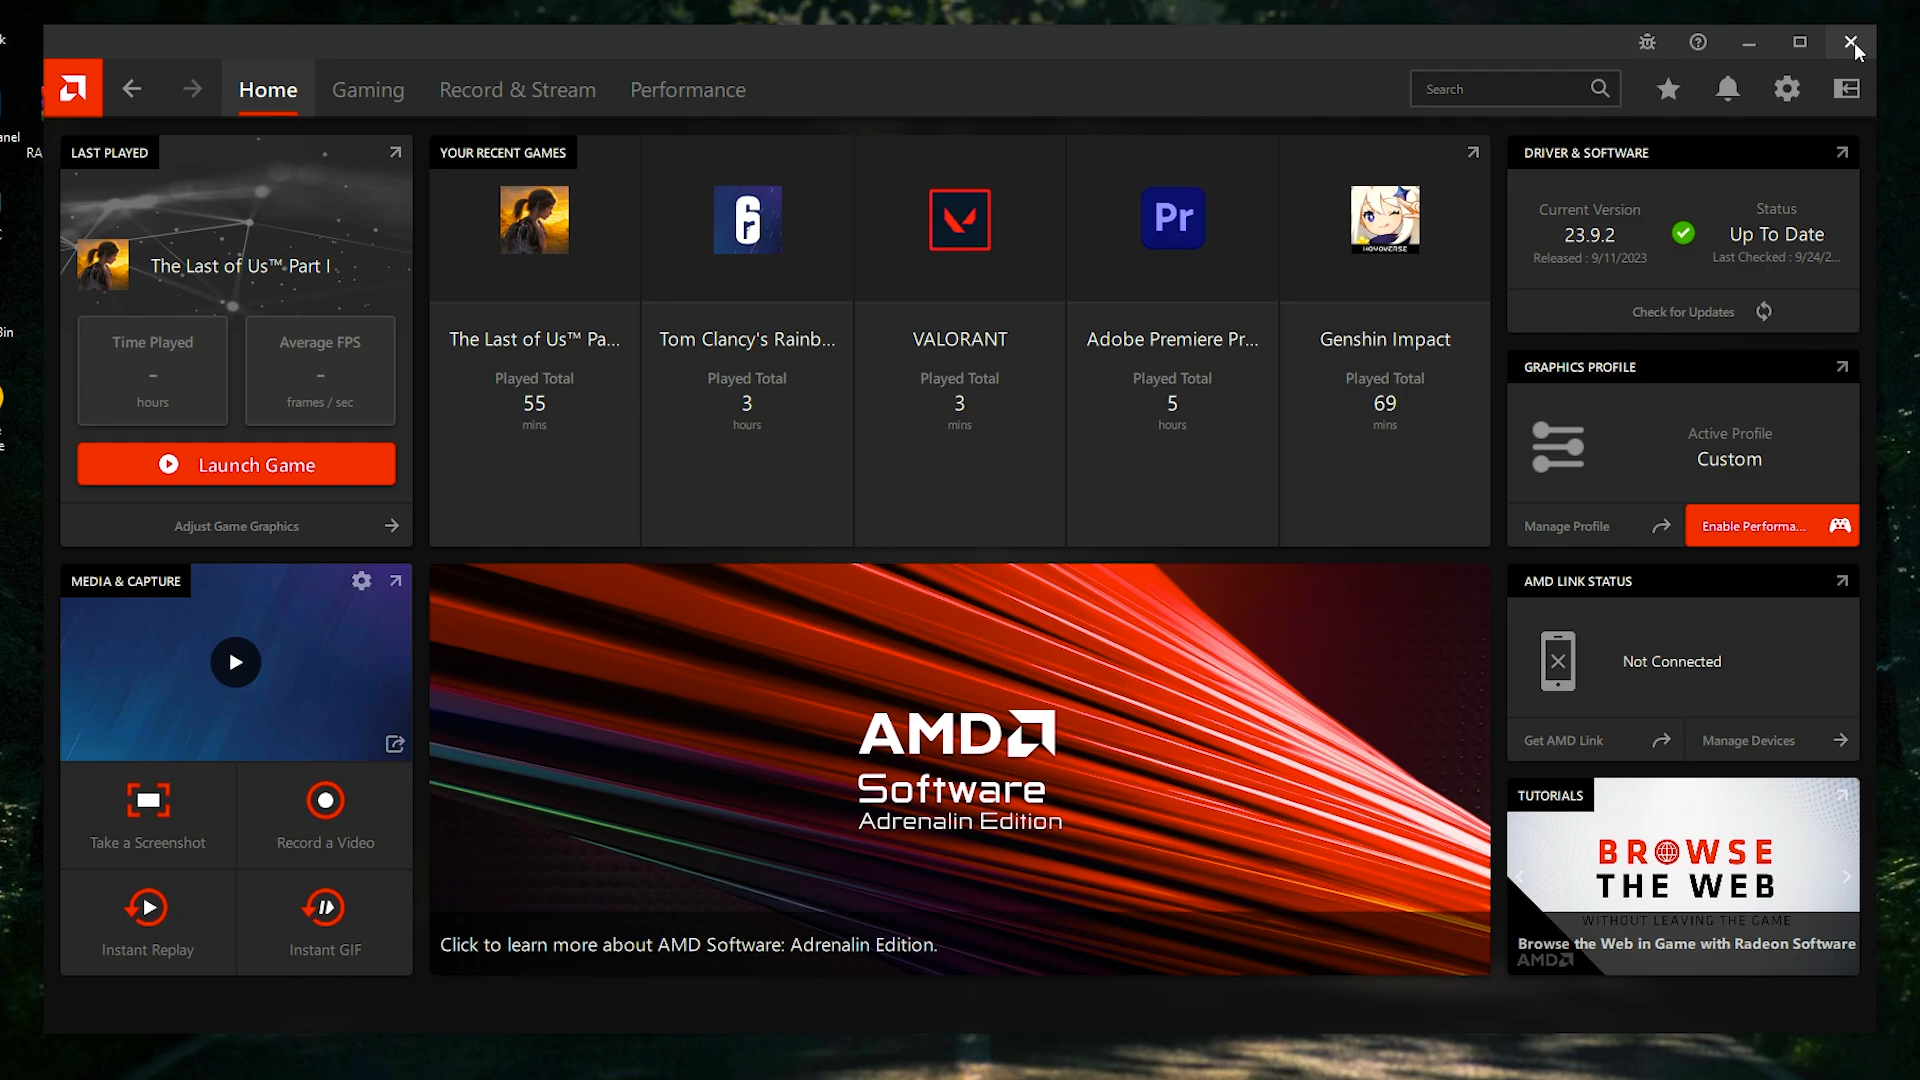 Home
Gaming
Record & Stream
Performance
Search
LAST PLAYED
The Last of Us™ Part I
Time Played
-
hours
Average FPS
-
frames / sec
Launch Game
Adjust Game Graphics
YOUR RECENT GAMES
6
Pr
HOYOVERSE
The Last of Us™ Pa...
Played Total
55
mins
Tom Clancy's Rainb...
Played Total
3
hours
VALORANT
Played Total
3
mins
Adobe Premiere Pr...
Played Total
5
hours
Genshin Impact
Played Total
69
mins
DRIVER & SOFTWARE
Current Version
23.9.2
Released : 9/11/2023
Status
Up To Date
Last Checked : 9/24/2...
Check for Updates
GRAPHICS PROFILE
Active Profile
Custom
Manage Profile
Enable Performa...
MEDIA & CAPTURE
Take a Screenshot
Record a Video
Instant Replay
Instant GIF
AMD
Software
Adrenalin Edition
Click to learn more about AMD Software: Adrenalin Edition.
AMD LINK STATUS
Not Connected
Get AMD Link
Manage Devices
TUTORIALS
BROWSE
THE WEB
WITHOUT LEAVING THE GAME
Browse the Web in Game with Radeon Software
AMD
k
anel
RA
Bin
e